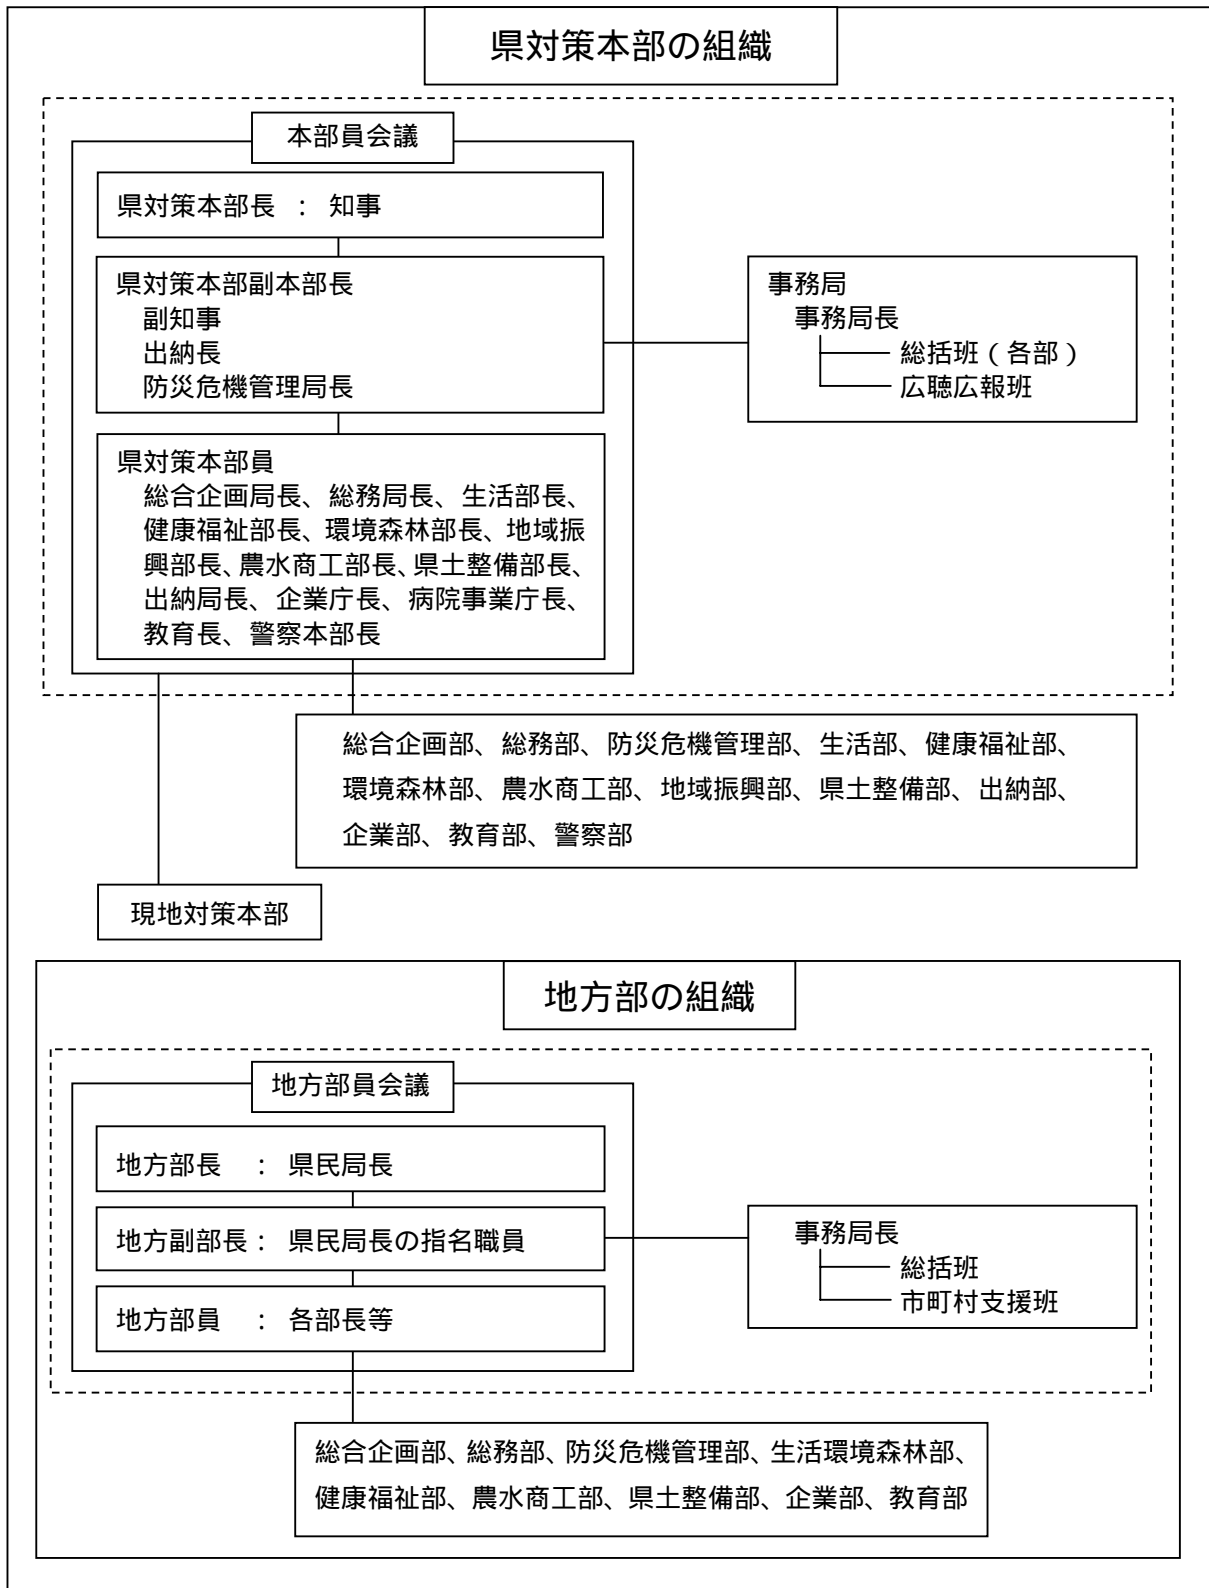 県対策本部の組織
本部員会議
県対策本部長 : 知事
県対策本部副本部長
副知事
出納長
防災危機管理局長
事務局
事務局長
総括班(各部)
広聴広報班
県対策本部員
総合企画局長、総務局長、生活部長、
健康福祉部長、環境森林部長、地域振
興部長、農水商工部長、県土整備部長、
出納局長、企業庁長、病院事業庁長、
教育長、警察本部長
総合企画部、総務部、防災危機管理部、生活部、健康福祉部、
環境森林部、農水商工部、地域振興部、県土整備部、出納部、
企業部、教育部、警察部
現地対策本部
地方部の組織
地方部員会議
地方部長 : 県民局長
地方副部長: 県民局長の指名職員
地方部員 : 各部長等
事務局長
総括班
市町村支援班
総合企画部、総務部、防災危機管理部、生活環境森林部、
健康福祉部、農水商工部、県土整備部、企業部、教育部